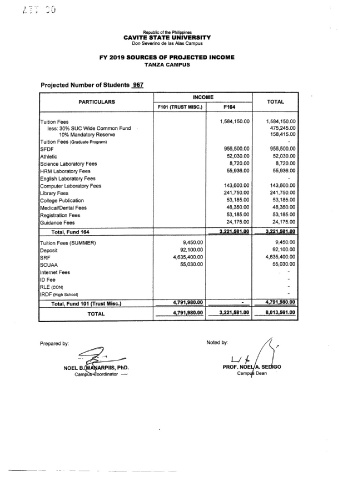 Republic of the Philippines
CAVITE STATE UNIVERSITY
Don Severino de las Alas Campus
FY 2019 SOURCES OF PROJECTED INCOME
TANZA CAMPUS
Projected Number of Students 967
PARTICULARS INCOME TOTAL
F101 (TRUST MISC.) F164
Tuition Fees 1,584,150.00 1,584,150.00
less: 30% SUC Wide Common Fund 475,245.00
10% Mandatory Reserve 158,415.00
Tuition Fees (Graduate Program) -
SFDF 958,600.00 958,600.00
Athletic 52,030.00 52,030.00
Science Laboratory Fees 8,720.00 8,720.00
HRM Laboratory Fees 55,936.00 55,936.00
English Laboratory Fees -
Computer Laboratory Fees 143,600.00 143,600.00
Library Fees 241,750.00 241,750.00
College Publication 53,185.00 53,185.00
Medical/Dental Fees 48,350.00 48,350.00
Registration Fees 53,185.00 53,185.00
Guidance Fees 24,175.00 24,175.00
Total, Fund 164 3,221,581.00 3,221,581.00
Tuition Fees (SUMMER) 9,450.00 9,450.00
Deposit 92,100.00 92,100.00
SRF 4,635,400.00 4,635,400.00
SCUAA 55,030.00 55,030.00
Internet Fees -
ID Fee -
RLE (CON) -
IRDF (High School) -
Total, Fund 101 (Trust Misc.) 4,791,980.00 - 4,791,980.00
TOTAL 4,791,980.00 3,221,581.00 8,013,561.00
Prepared by: Noted by:
NOEL B. MANARPIIS, PhD. PROF. NOEL A. SEDIGO
Campus Coordinator Campus Dean